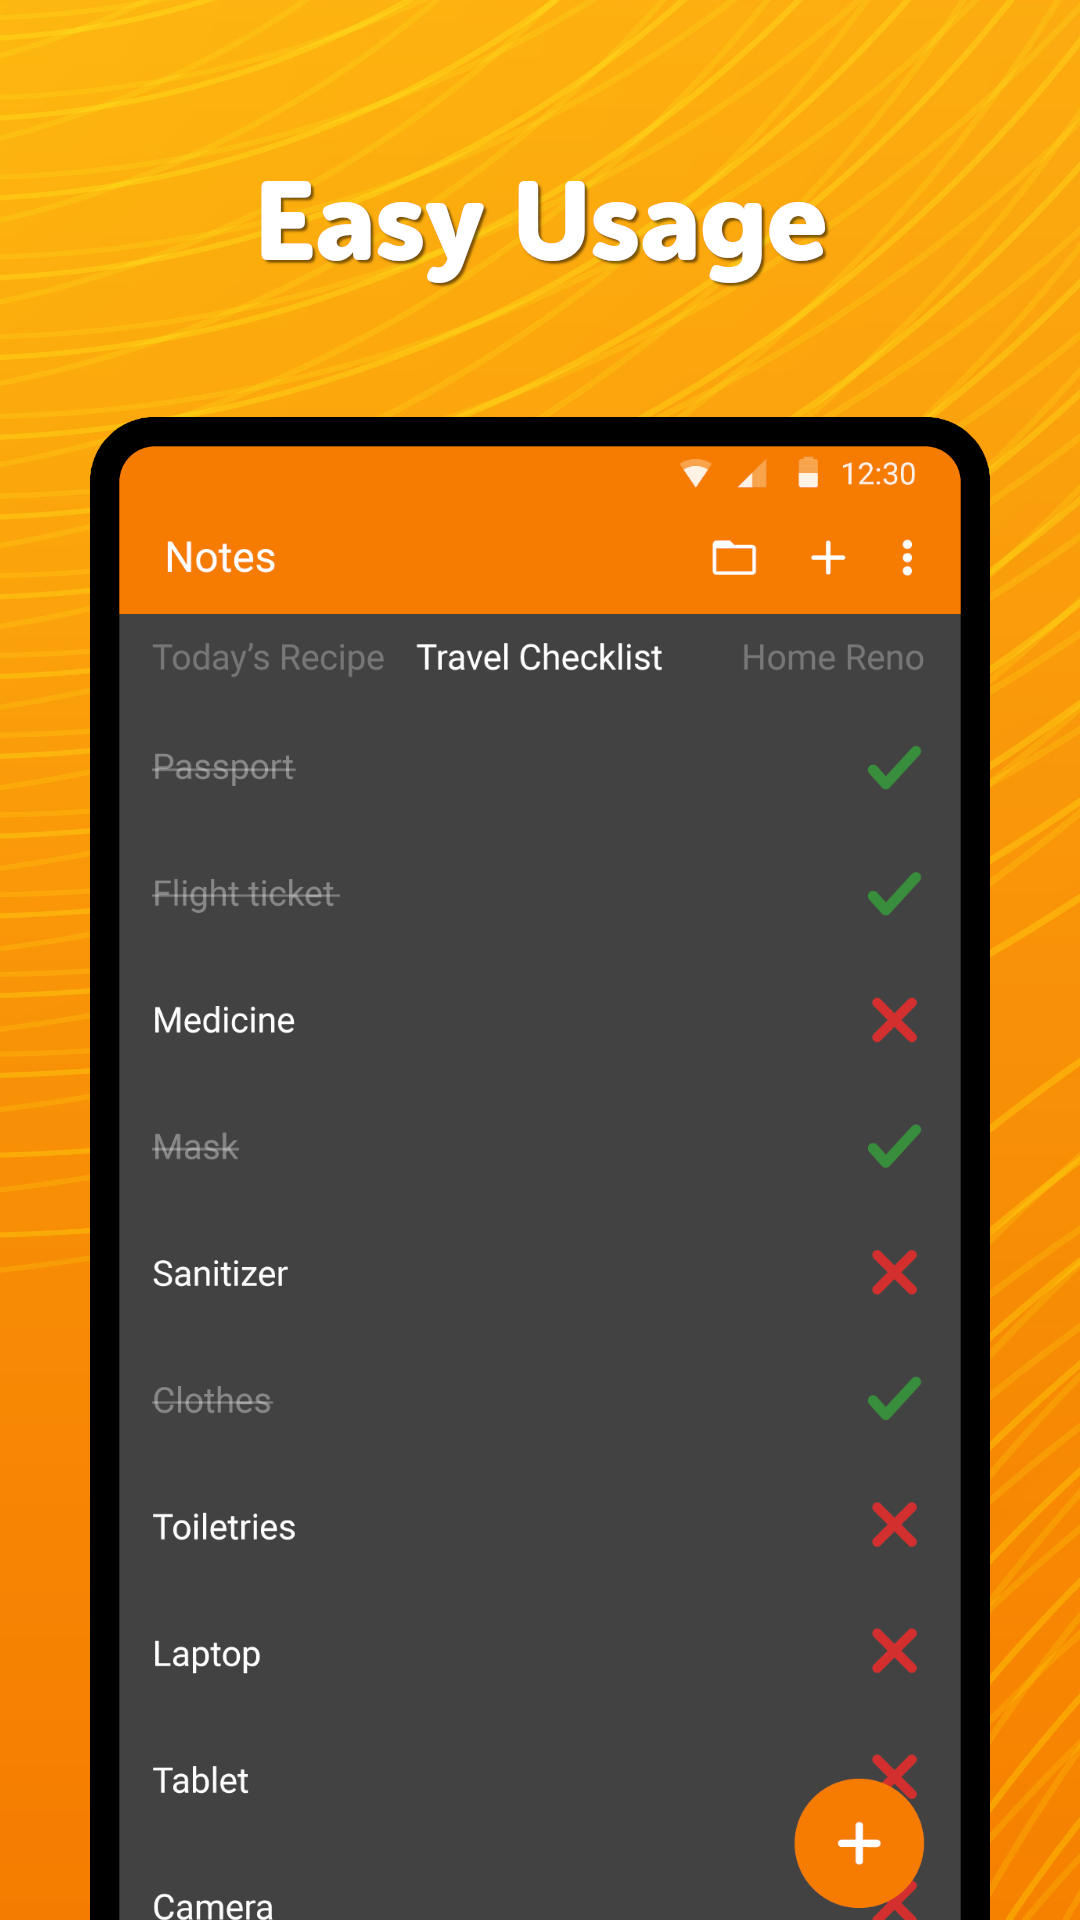 Easy Usage
12:30
Notes
Today’s Recipe Travel Checklist Home Reno
Passport
Flight ticket
Medicine
Mask
Sanitizer
Clothes
Toiletries
Laptop
Tablet
Camera